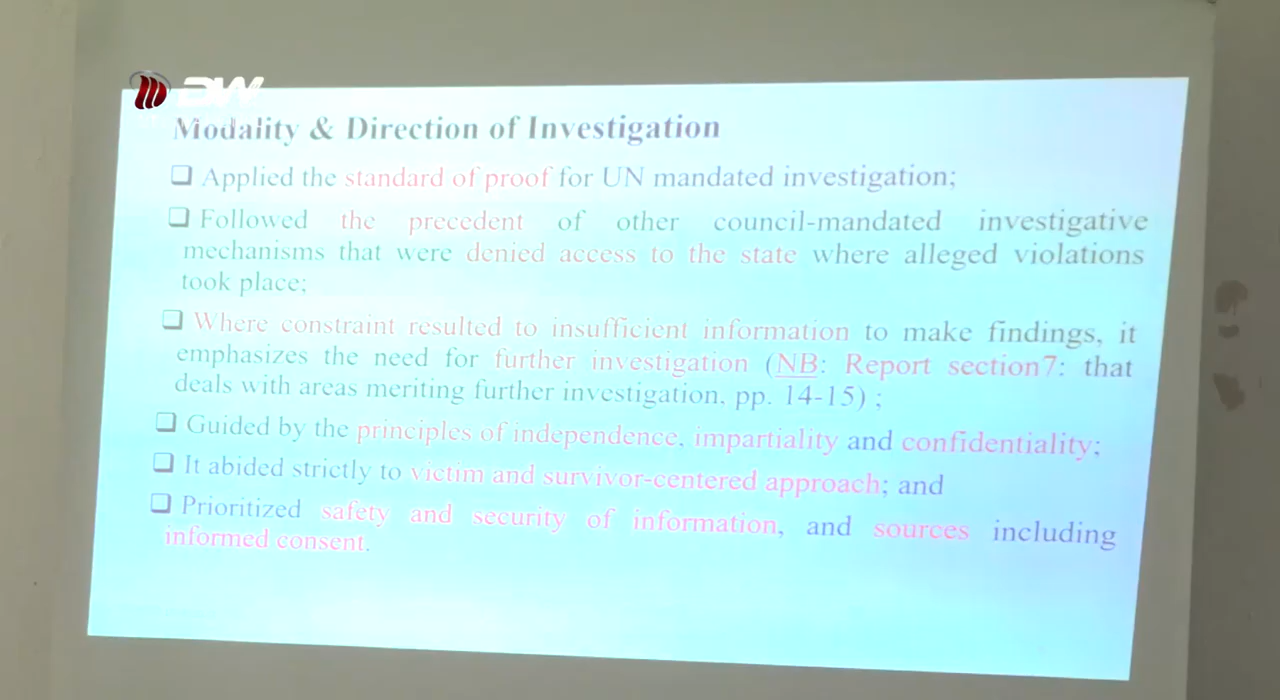 DW
Modality & Direction of Investigation
❑ Applied the standard of proof for UN mandated investigation;
❑ Followed the precedent of other council-mandated investigative
mechanisms that were denied access to the state where alleged violations
took place;
❑ Where constraint resulted to insufficient information to make findings, it
emphasizes the need for further investigation (NB: Report section7: that
deals with areas meriting further investigation, pp. 14-15) ;
❑ Guided by the principles of independence, impartiality and confidentiality;
❑ It abided strictly to victim and survivor-centered approach; and
❑ Prioritized safety and security of information, and sources including
informed consent.